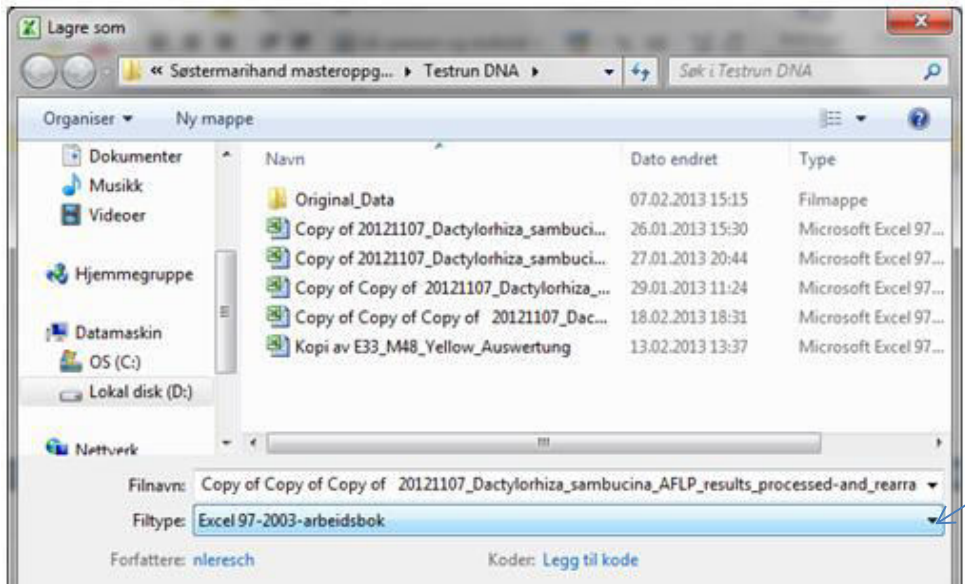 Lagre som
« Søstermarihand masteroppg... ▸ Testrun DNA ▸ Søk i Testrun DNA
Organiser Ny mappe
Dokumenter
Musikk
Videoer
Hjemmegruppe
Datamaskin
OS (C:)
Lokal disk (D:)
Nettverk
Navn Dato endret Type
Original_Data 07.02.2013 15:15 Filmappe
Copy of 20121107_Dactylorhiza_sambuci... 26.01.2013 15:30 Microsoft Excel 97...
Copy of 20121107_Dactylorhiza_sambuci... 27.01.2013 20:44 Microsoft Excel 97...
Copy of Copy of 20121107_Dactylorhiza_... 29.01.2013 11:24 Microsoft Excel 97...
Copy of Copy of Copy of 20121107_Dac... 18.02.2013 18:31 Microsoft Excel 97...
Kopi av E33_M48_Yellow_Auswertung 13.02.2013 13:37 Microsoft Excel 97...
Filnavn: Copy of Copy of Copy of 20121107_Dactylorhiza_sambucina_AFLP_results_processed-and_rearra
Filtype: Excel 97-2003-arbeidsbok
Forfattere: nleresch Koder: Legg til kode